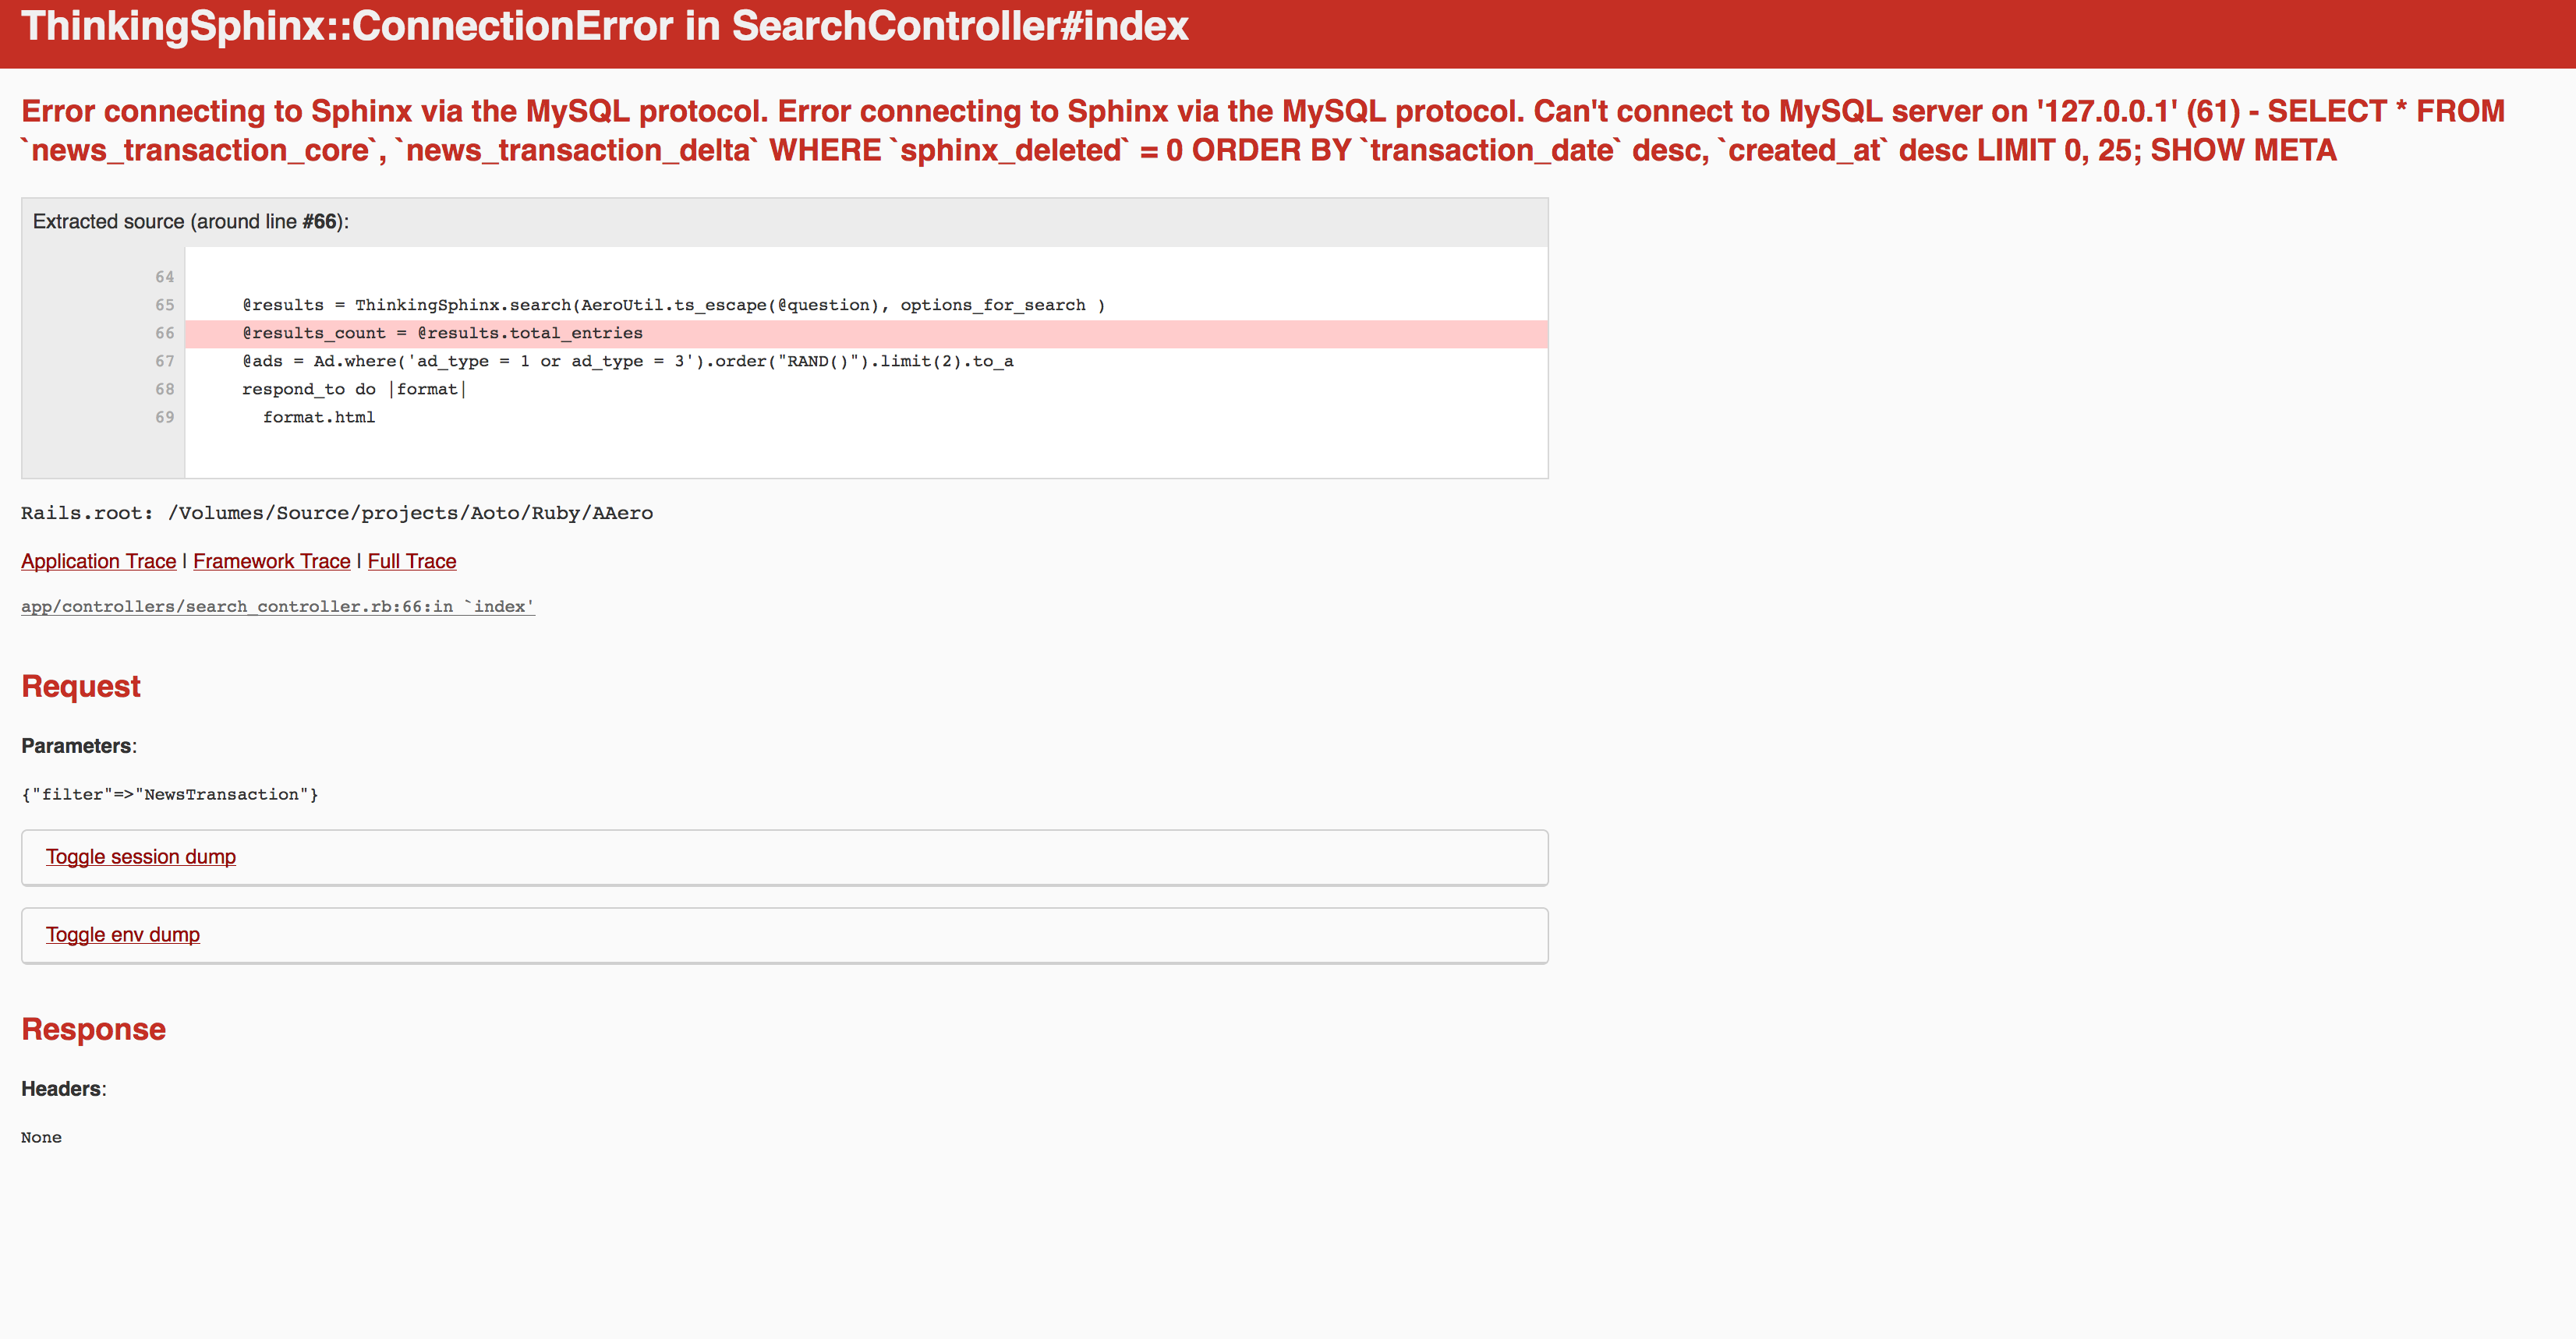 ThinkingSphinx::ConnectionError in SearchController#index
Error connecting to Sphinx via the MySQL protocol. Error connecting to Sphinx via the MySQL protocol. Can't connect to MySQL server on '127.0.0.1' (61) - SELECT * FROM
`news_transaction_core`, `news_transaction_delta` WHERE `sphinx_deleted` = 0 ORDER BY `transaction_date` desc, `created_at` desc LIMIT 0, 25; SHOW META
Extracted source (around line #66):
64
65 @results = ThinkingSphinx.search(AeroUtil.ts_escape(@question), options_for_search )
66 @results_count = @results.total_entries
67 @ads = Ad.where('ad_type = 1 or ad_type = 3').order("RAND()").limit(2).to_a
68 respond_to do |format|
69 format.html
Rails.root: /Volumes/Source/projects/Aoto/Ruby/AAero
Application Trace | Framework Trace | Full Trace
app/controllers/search_controller.rb:66:in `index'
Request
Parameters:
{"filter"=>"NewsTransaction"}
Toggle session dump
Toggle env dump
Response
Headers:
None